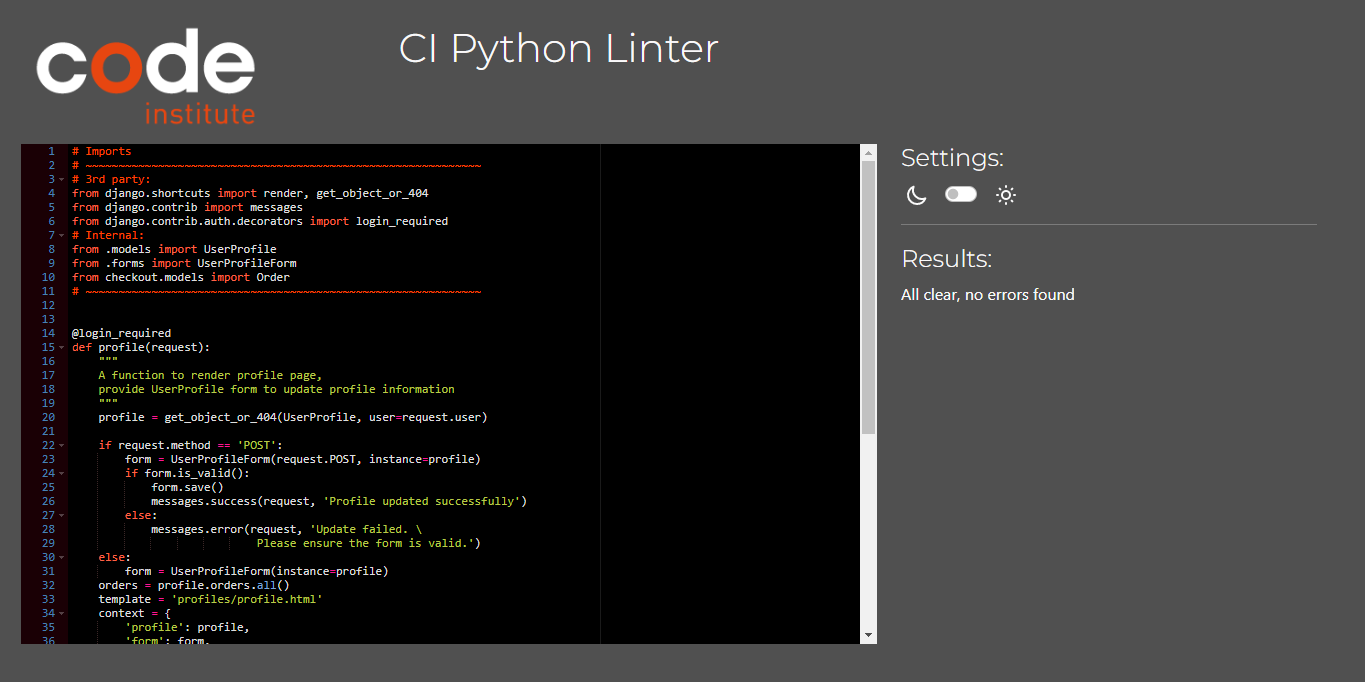 code
institute
CI Python Linter
1 # Imports
2 # ~~~~~~~~~~~~~~~~~~~~~~~~~~~~~~~~~~~~~~~~~~~~~~~~~~~~~~~~~~~~
3 # 3rd party:
4 from django.shortcuts import render, get_object_or_404
5 from django.contrib import messages
6 from django.contrib.auth.decorators import login_required
7 # Internal:
8 from .models import UserProfile
9 from .forms import UserProfileForm
10 from checkout.models import Order
11 # ~~~~~~~~~~~~~~~~~~~~~~~~~~~~~~~~~~~~~~~~~~~~~~~~~~~~~~~~~~~~
12
13
14 @login_required
15 def profile(request):
16     """
17     A function to render profile page,
18     provide UserProfile form to update profile information
19     """
20     profile = get_object_or_404(UserProfile, user=request.user)
21
22     if request.method == 'POST':
23         form = UserProfileForm(request.POST, instance=profile)
24         if form.is_valid():
25             form.save()
26             messages.success(request, 'Profile updated successfully')
27         else:
28             messages.error(request, 'Update failed. \
29                             Please ensure the form is valid.')
30     else:
31         form = UserProfileForm(instance=profile)
32     orders = profile.orders.all()
33     template = 'profiles/profile.html'
34     context = {
35         'profile': profile,
36         'form': form,
Settings:
Results:
All clear, no errors found